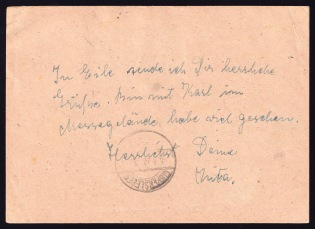 In Eile sende ich Dir herzliche
Grüße. Bin mit Karl im
Messegelände, habe viel gesehen.
Herzlichst Deine